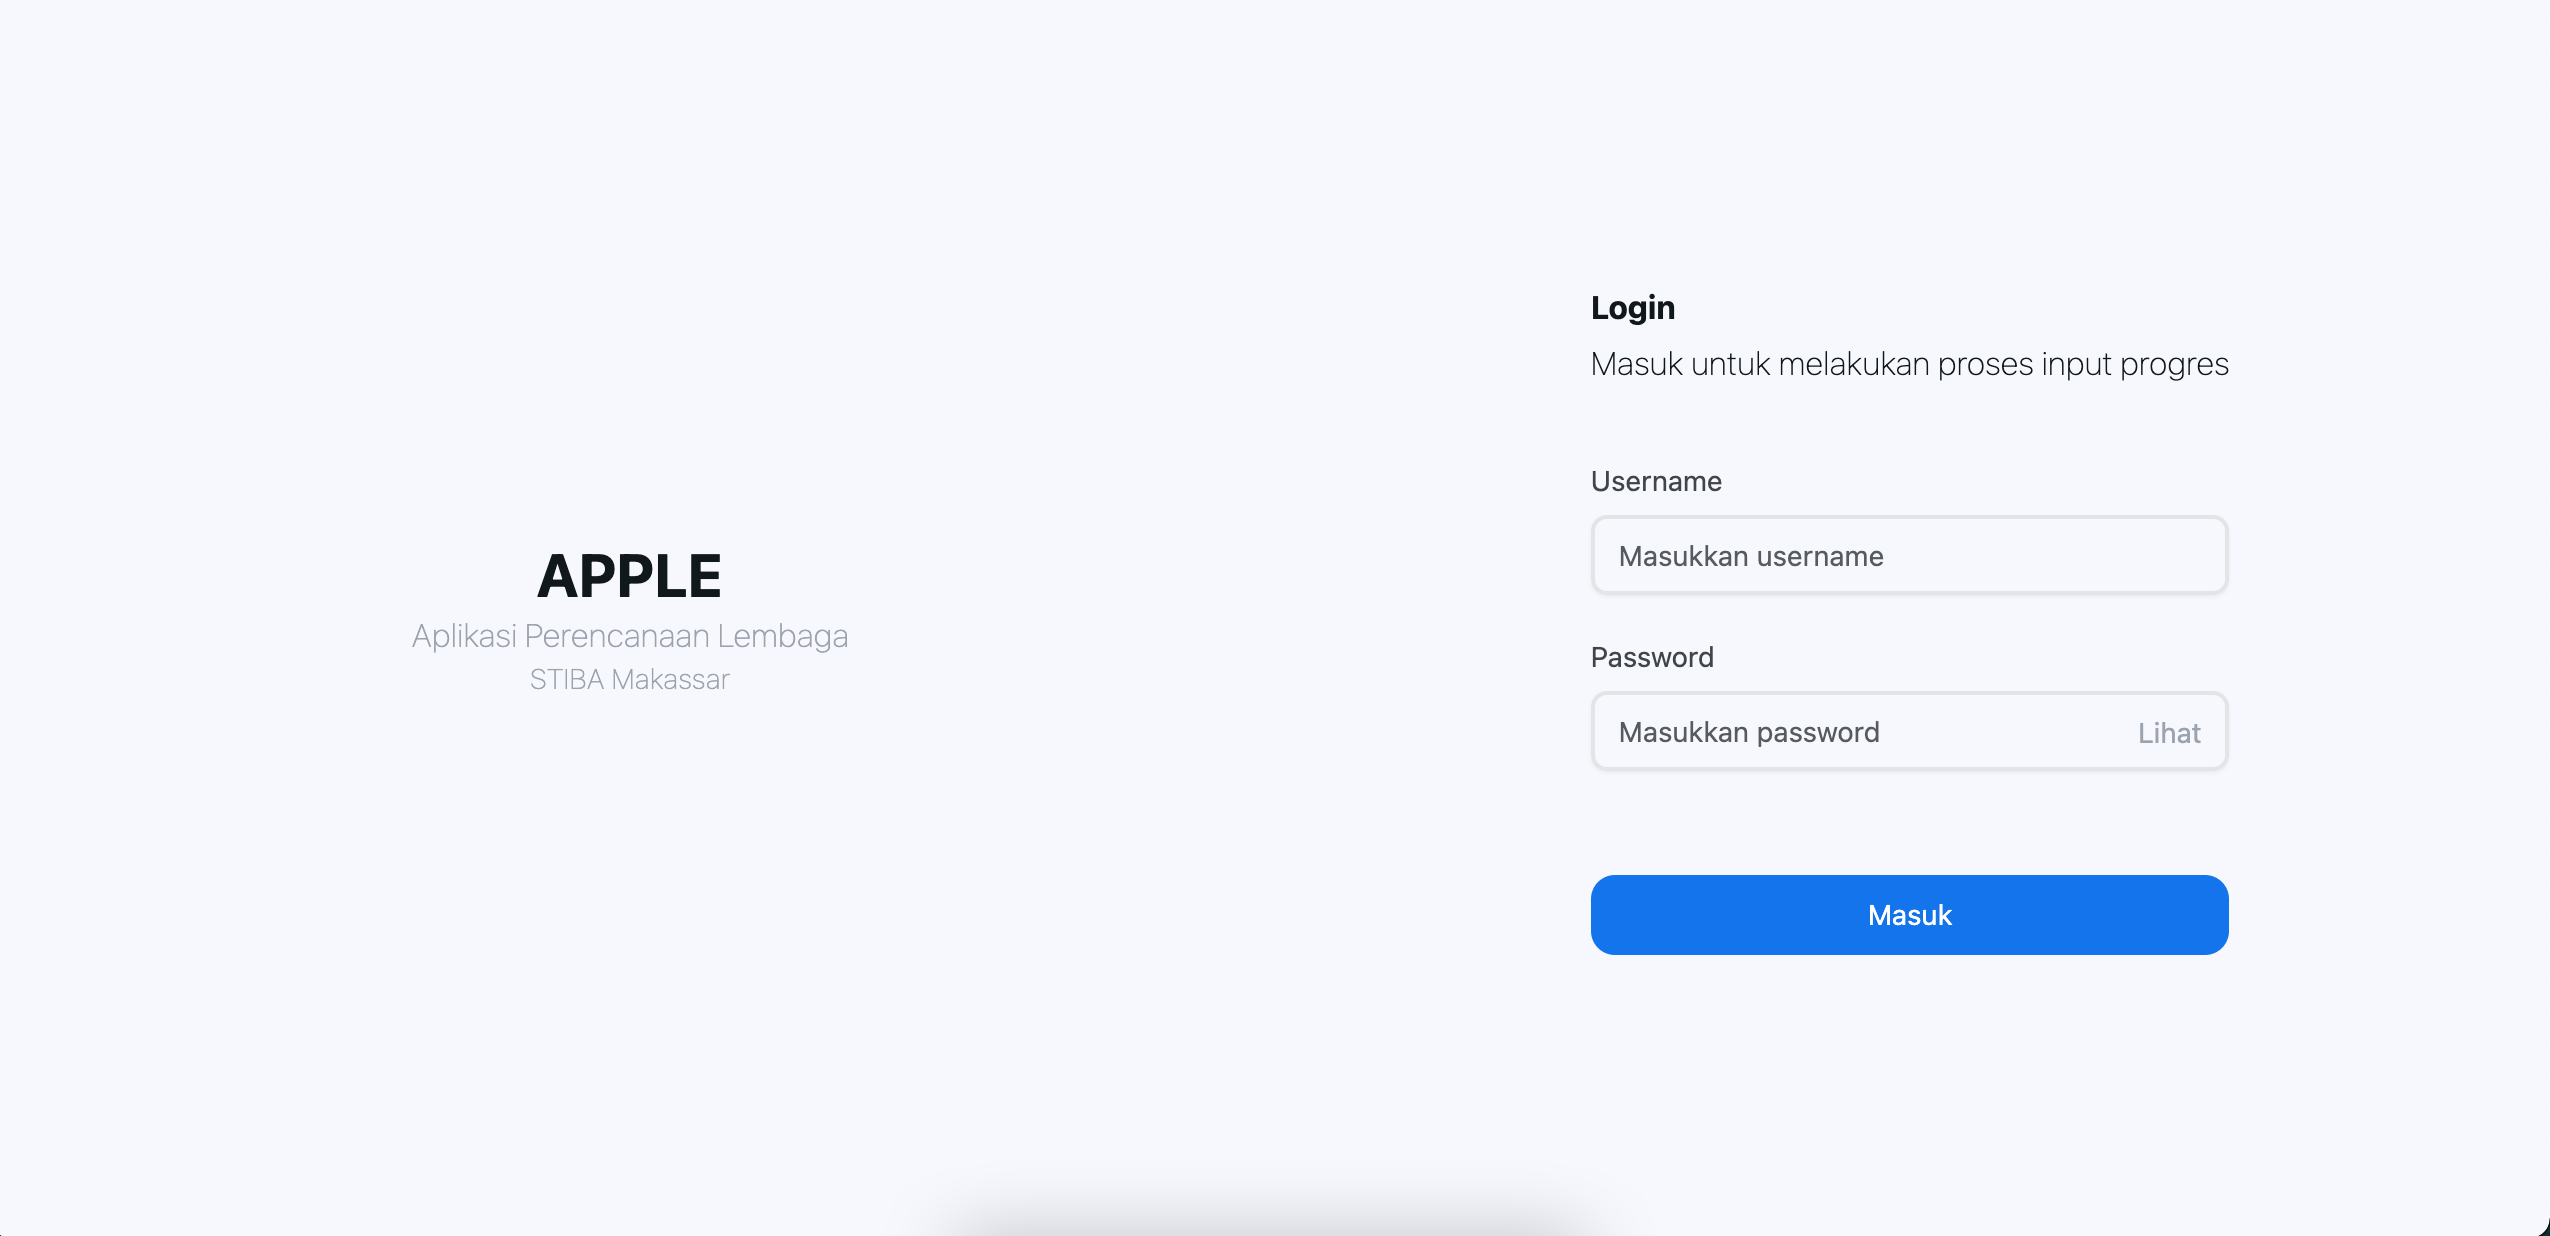 APPLE
Aplikasi Perencanaan Lembaga
STIBA Makassar
Login
Masuk untuk melakukan proses input progres
Username
Masukkan username
Password
Masukkan password
Lihat
Masuk